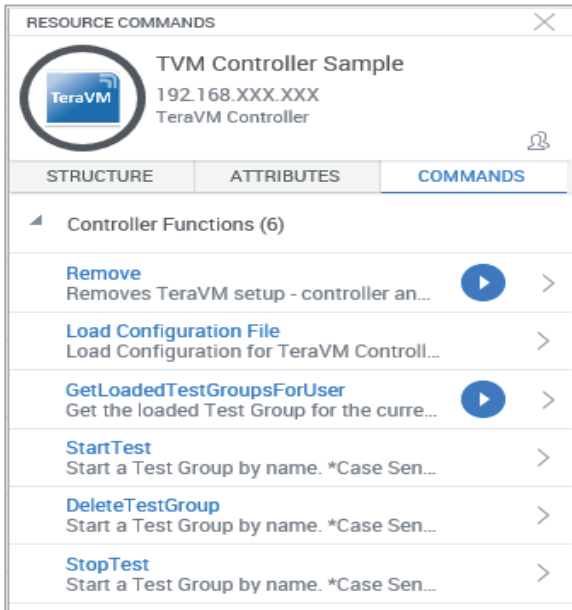 RESOURCE COMMANDS
TeraVM
TVM Controller Sample
192.168.XXX.XXX
TeraVM Controller
STRUCTURE
ATTRIBUTES
COMMANDS
Controller Functions (6)
Remove
Removes TeraVM setup - controller an...
Load Configuration File
Load Configuration for TeraVM Controll...
GetLoadedTestGroupsForUser
Get the loaded Test Group for the curre...
StartTest
Start a Test Group by name. *Case Sen...
DeleteTestGroup
Start a Test Group by name. *Case Sen...
StopTest
Start a Test Group by name. *Case Sen...